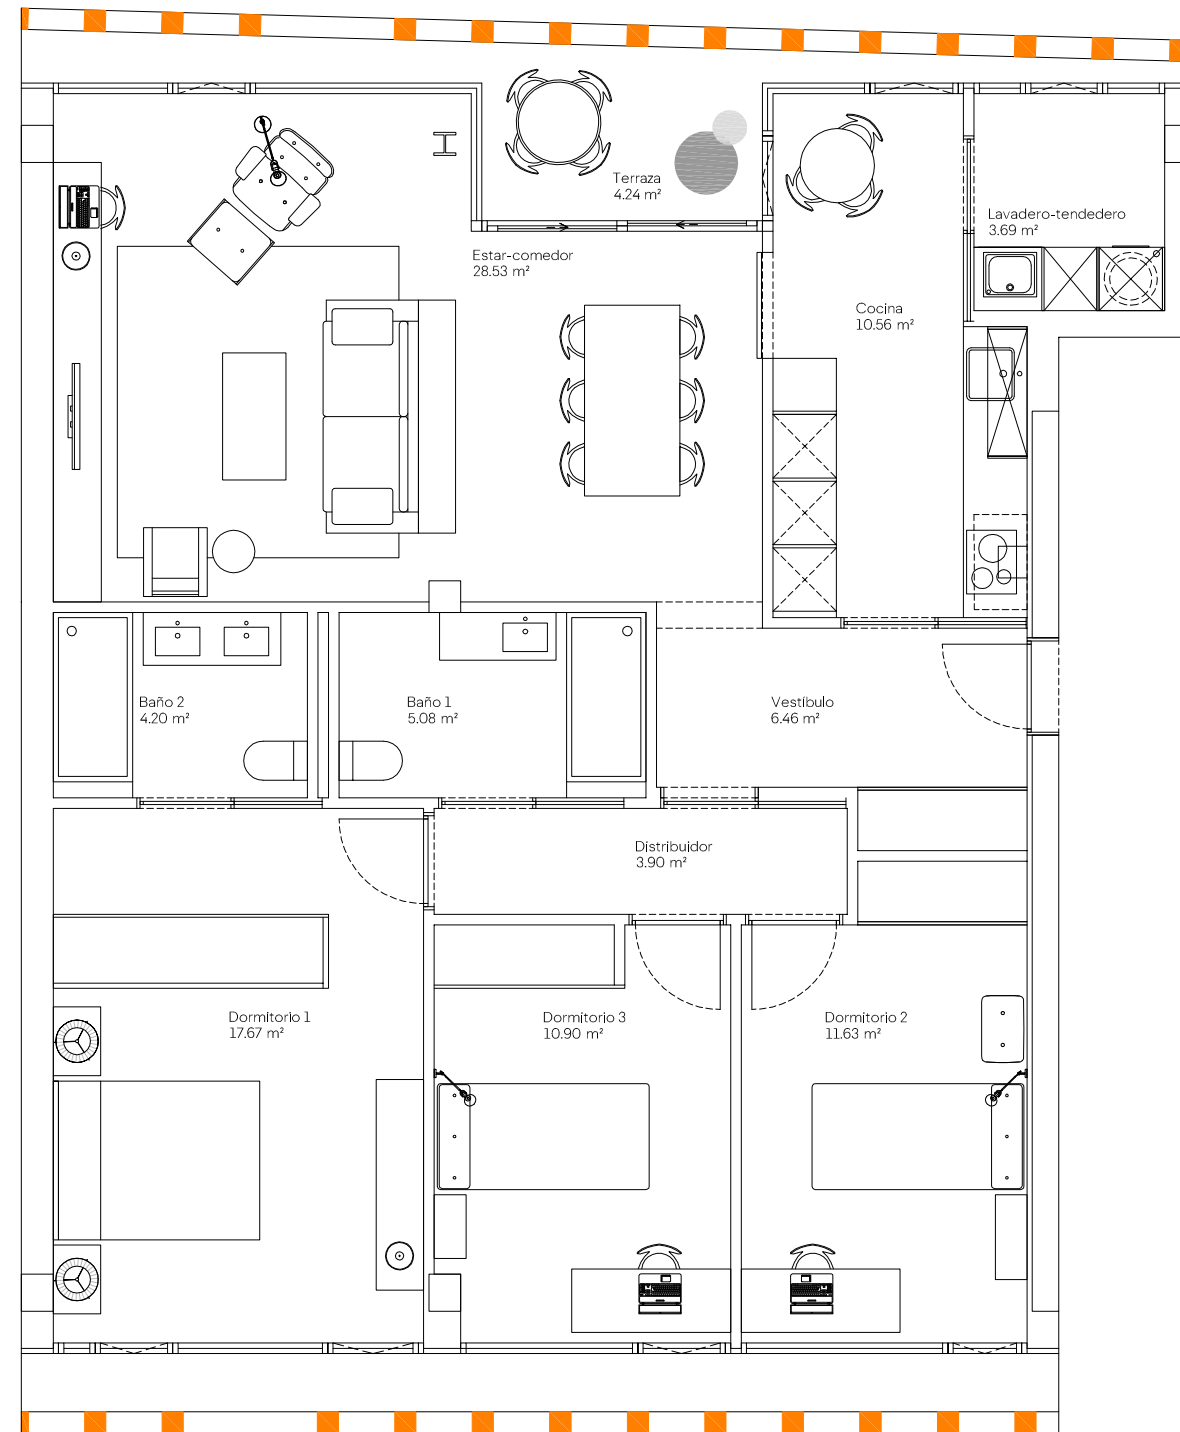 Terraza
4.24 m²
Lavadero-tendedero
3.69 m²
Estar-comedor
28.53 m²
Cocina
10.56 m²
Baño 2
4.20 m²
Baño 1
5.08 m²
Vestíbulo
6.46 m²
Distribuidor
3.90 m²
Dormitorio 1
17.67 m²
Dormitorio 3
10.90 m²
Dormitorio 2
11.63 m²